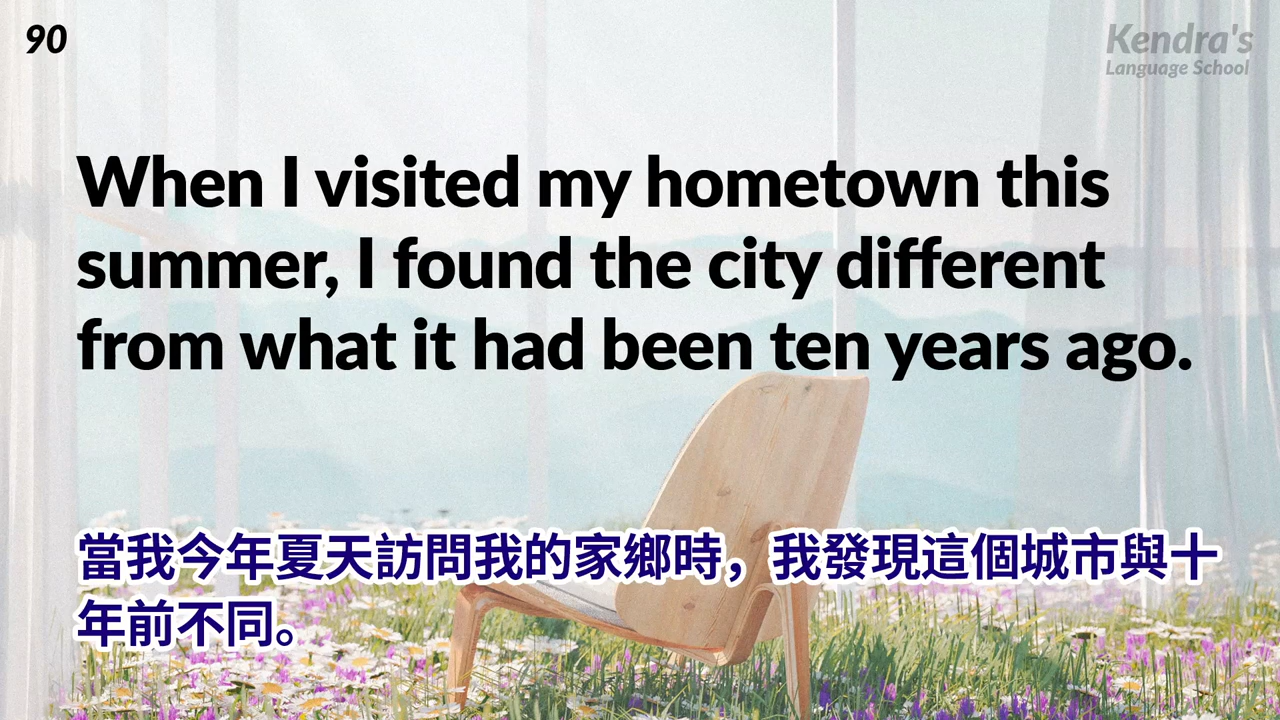 90
Kendra's
Language School
When I visited my hometown this
summer, I found the city different
from what it had been ten years ago.
當我今年夏天訪問我的家鄉時，我發現這個城市與十
年前不同。